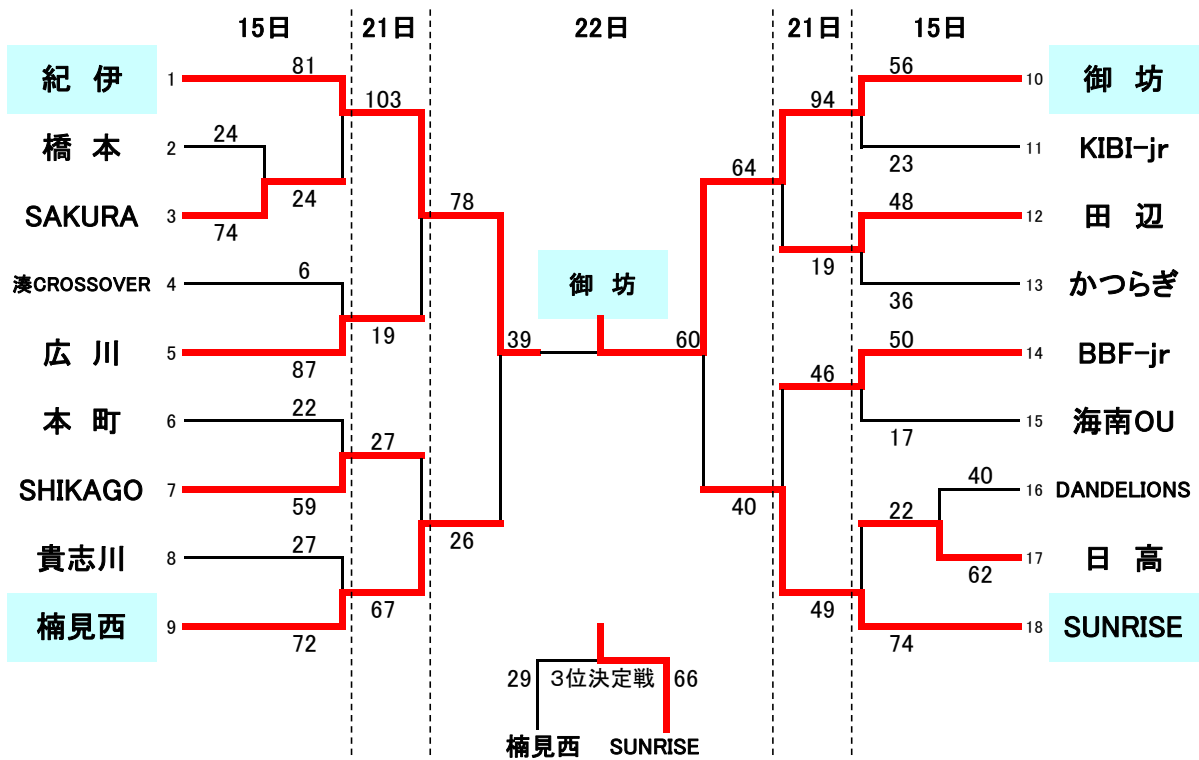 15日 21日 22日 21日 15日
紀 伊 1 81
橋 本 2 24
SAKURA 3 74
24
103
湊CROSSOVER 4 6
広 川 5 87
19
78
本 町 6 22
SHIKAGO 7 59
27
貴志川 8 27
楠見西 9 72
67
26
39
御 坊
60
64
94
56 10 御 坊
23 11 KIBI-jr
48 12 田 辺
19
36 13 かつらぎ
50 14 BBF-jr
46
17 15 海南OU
40
40 16 DANDELIONS
22
62 17 日 高
49
74 18 SUNRISE
29 3位決定戦 66
楠見西 SUNRISE